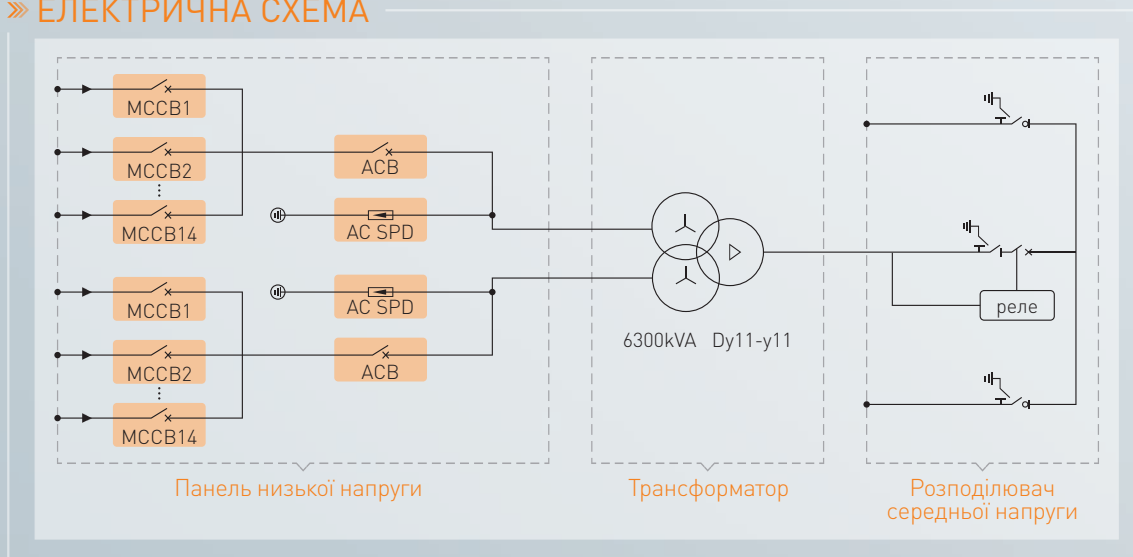 » ЕЛЕКТРИЧНА СХЕМА
MCCB1
MCCB2
MCCB14
MCCB1
MCCB2
MCCB14
ACB
AC SPD
AC SPD
ACB
6300kVA Dy11-y11
реле
Панель низької напруги
Трансформатор
Розподілювач
середньої напруги